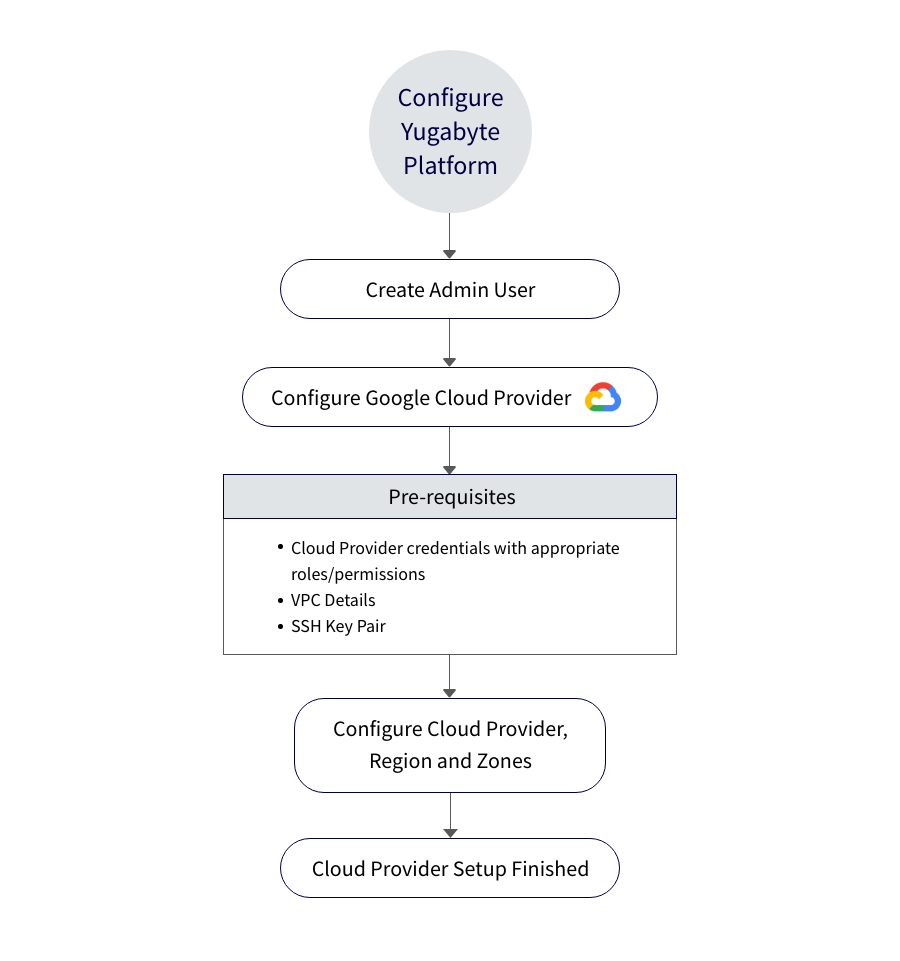 Configure
Yugabyte
Platform
Create Admin User
Configure Google Cloud Provider
Pre-requisites
• Cloud Provider credentials with appropriate
roles/permissions
• VPC Details
• SSH Key Pair
Configure Cloud Provider,
Region and Zones
Cloud Provider Setup Finished